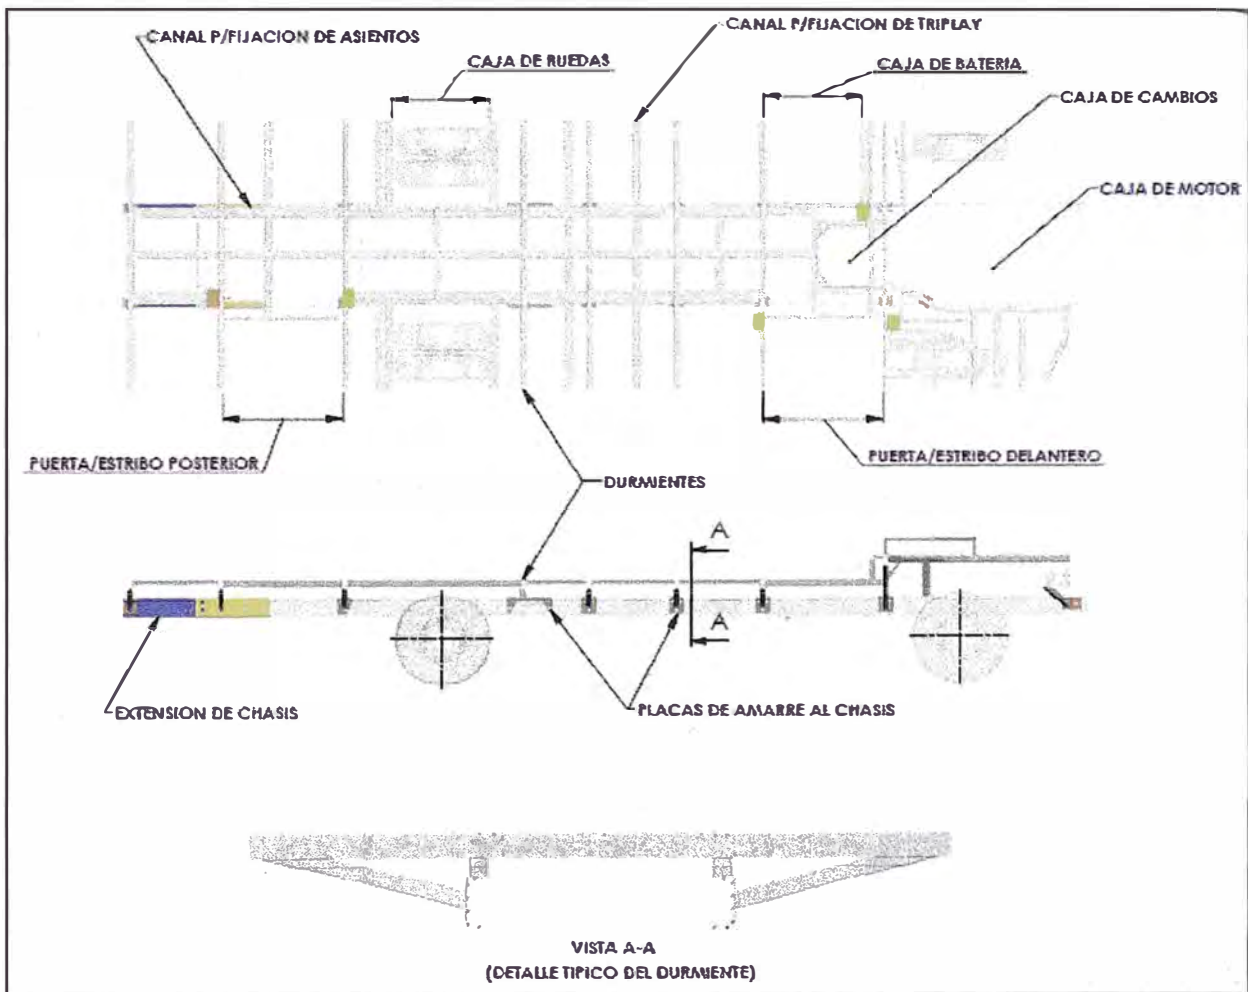 CANAL P/FIJACION DE ASIENTOS
CANAL P/FIJACION DE TRIPLAY
CAJA DE RUEDAS
CAJA DE BATERIA
CAJA DE CAMBIOS
CAJA DE MOTOR
PUERTA/ESTRIBO POSTERIOR
PUERTA/ESTRIBO DELANTERO
DURMIENTES
A
A
EXTENSION DE CHASIS
PLACAS DE AMARRE AL CHASIS
VISTA A-A
(DETALLE TIPICO DEL DURMIENTE)